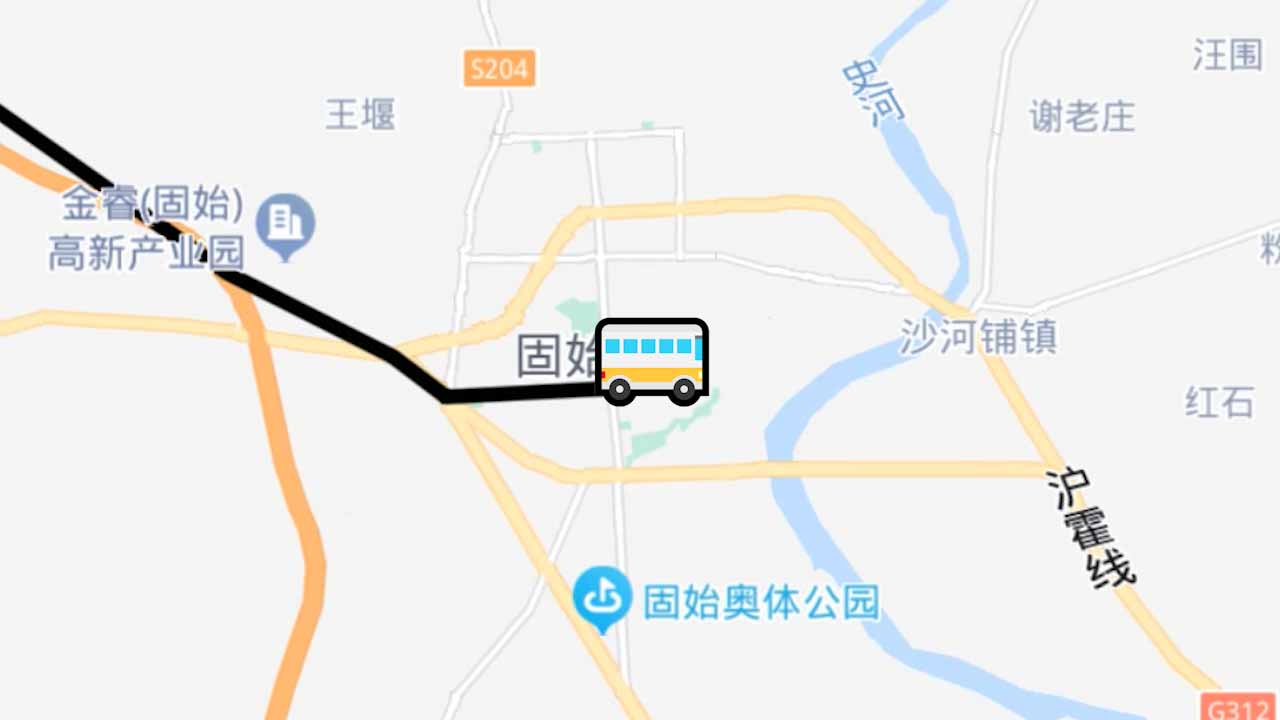 S204
汪围
史河
王堰
谢老庄
金睿(固始)
高新产业园
固始
沙河铺镇
红石
沪霍线
固始奥体公园
G312